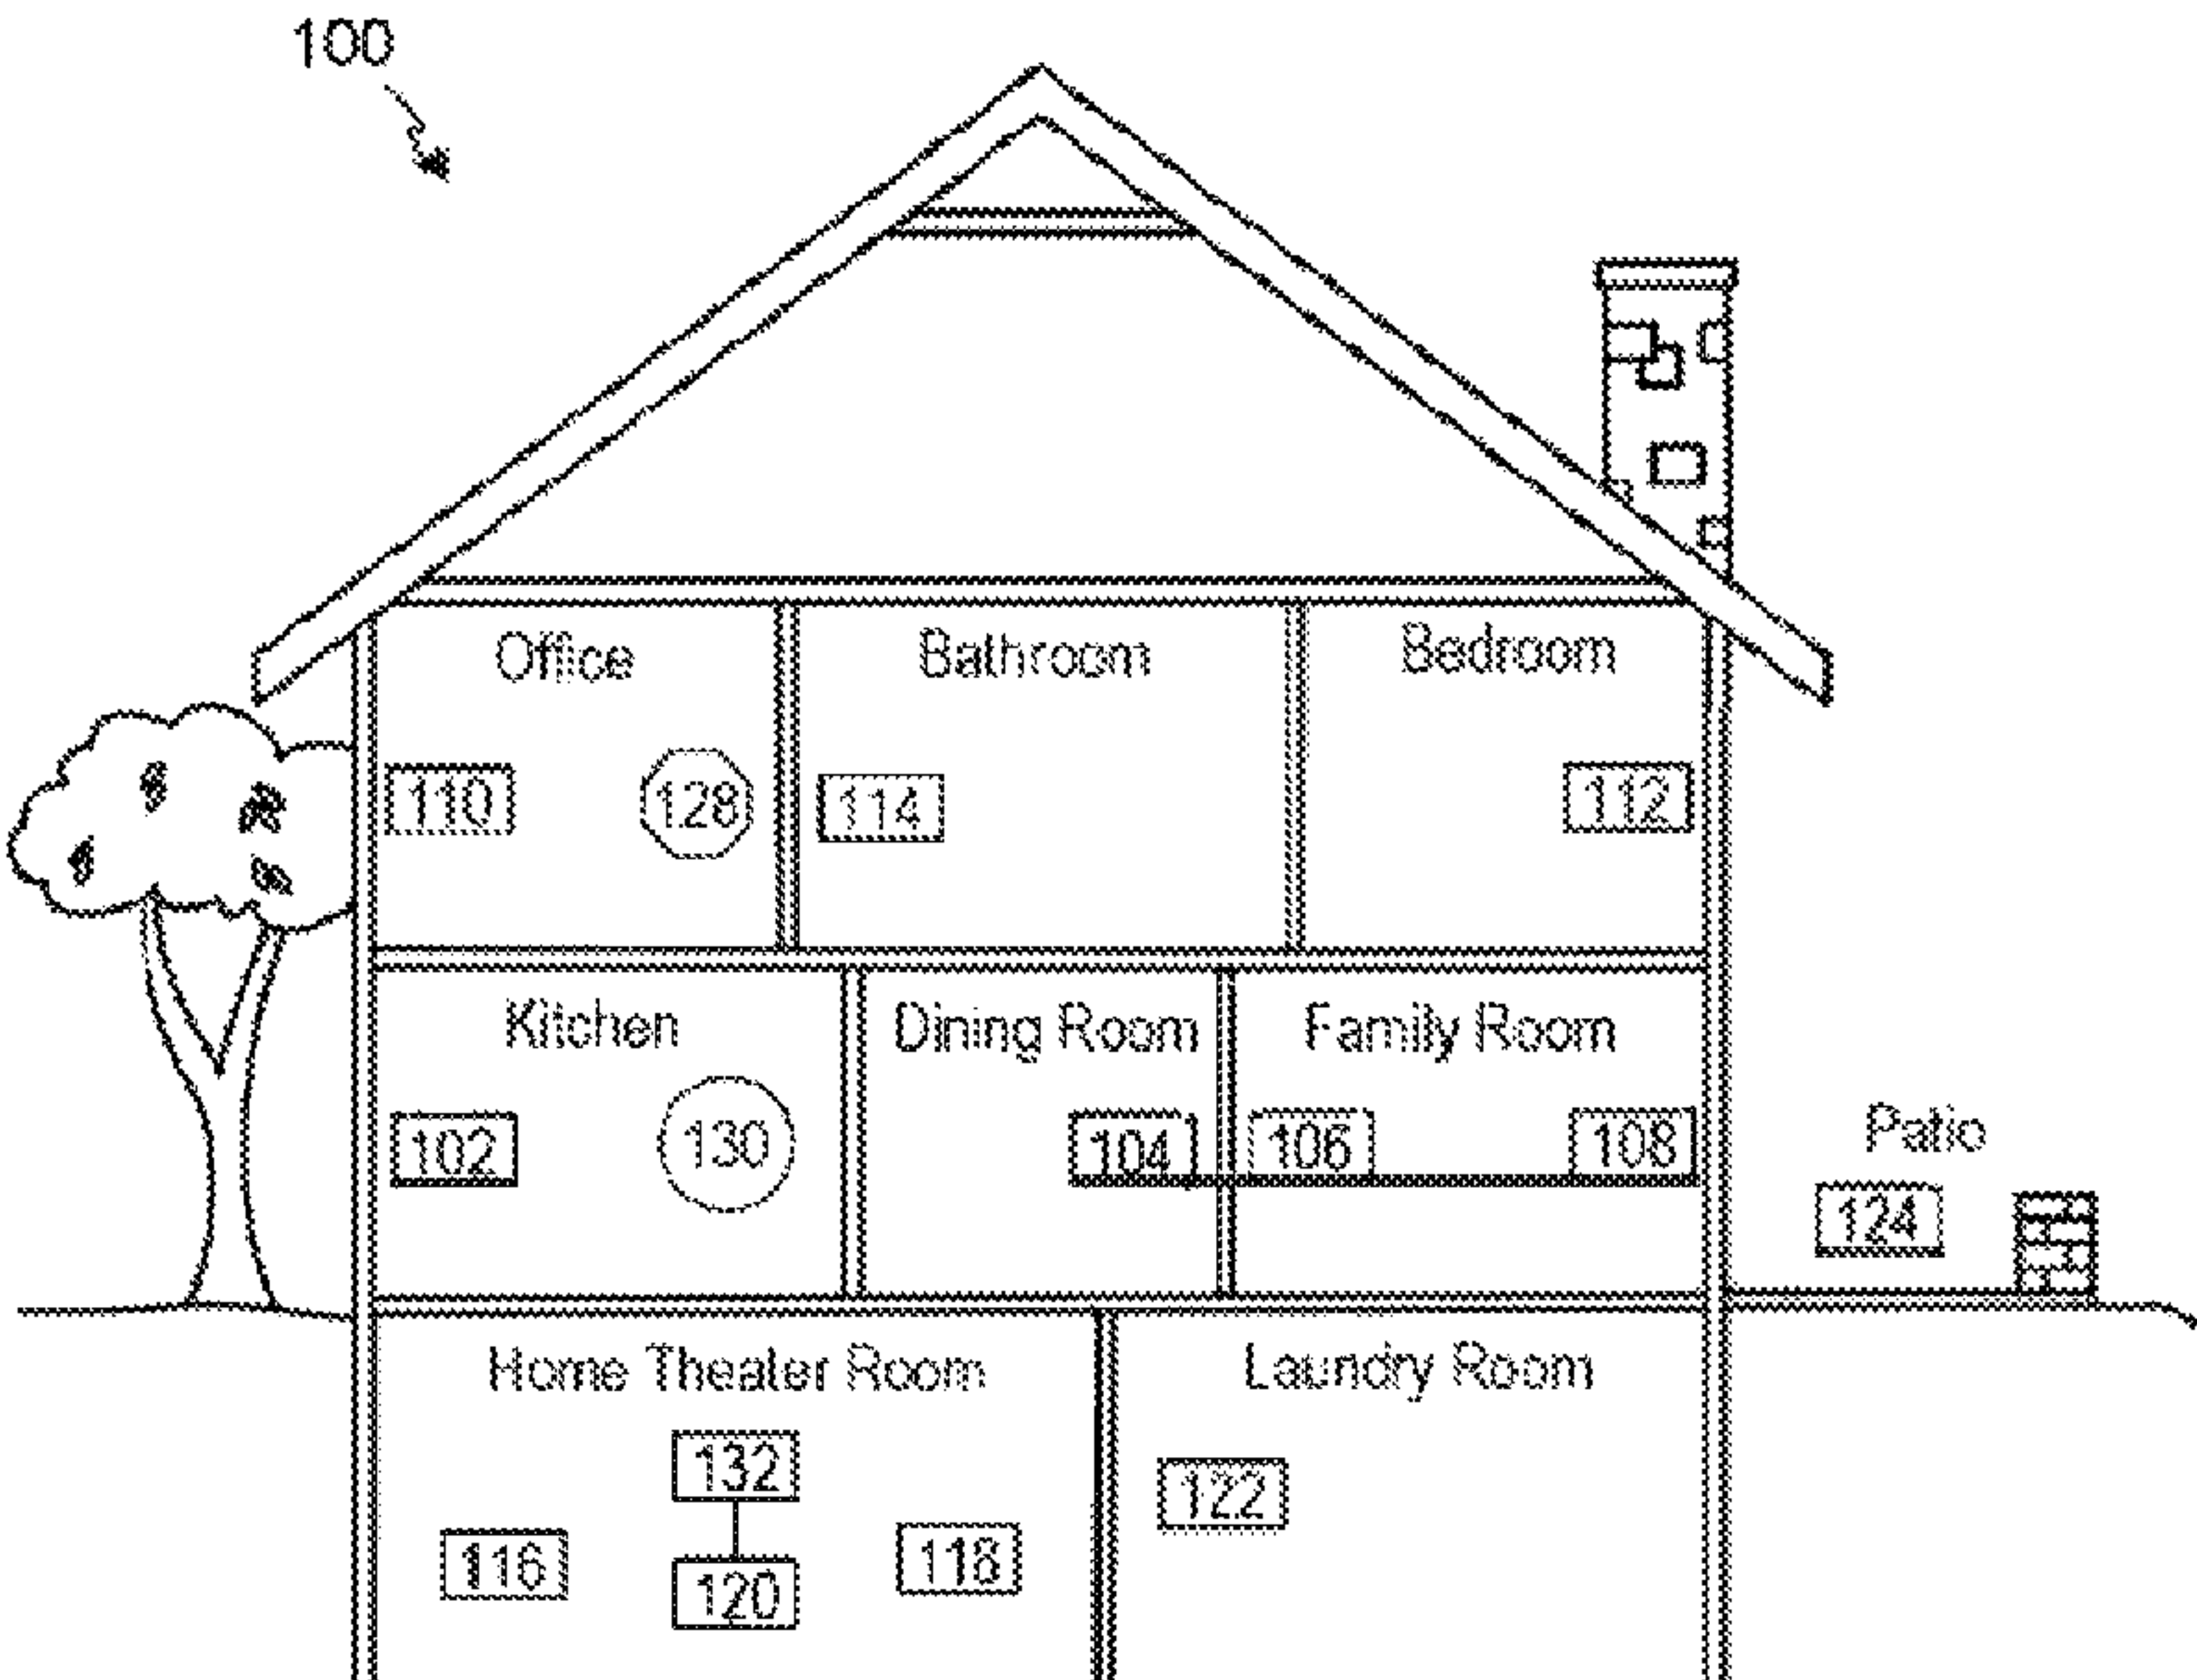 100
Office Bathroom Bedroom
110 128 114 112
Kitchen Dining Room Family Room
102 130 104 106 108
Patio
124
Home Theater Room Laundry Room
132
122
116 120 118